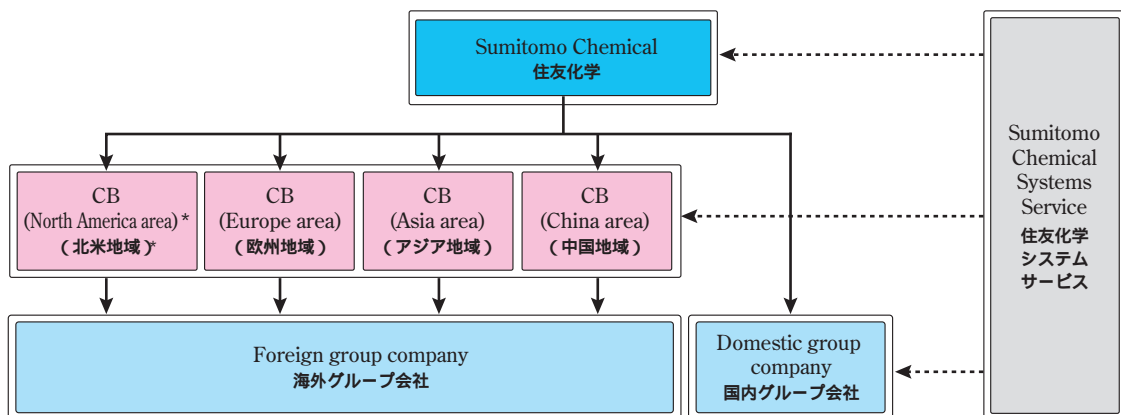 Sumitomo Chemical
住友化学
CB
(North America area)*
（北米地域）*
CB
(Europe area)
（欧州地域）
CB
(Asia area)
（アジア地域）
CB
(China area)
（中国地域）
Foreign group company
海外グループ会社
Domestic group
company
国内グループ会社
Sumitomo
Chemical
Systems
Service
住友化学
システム
サービス